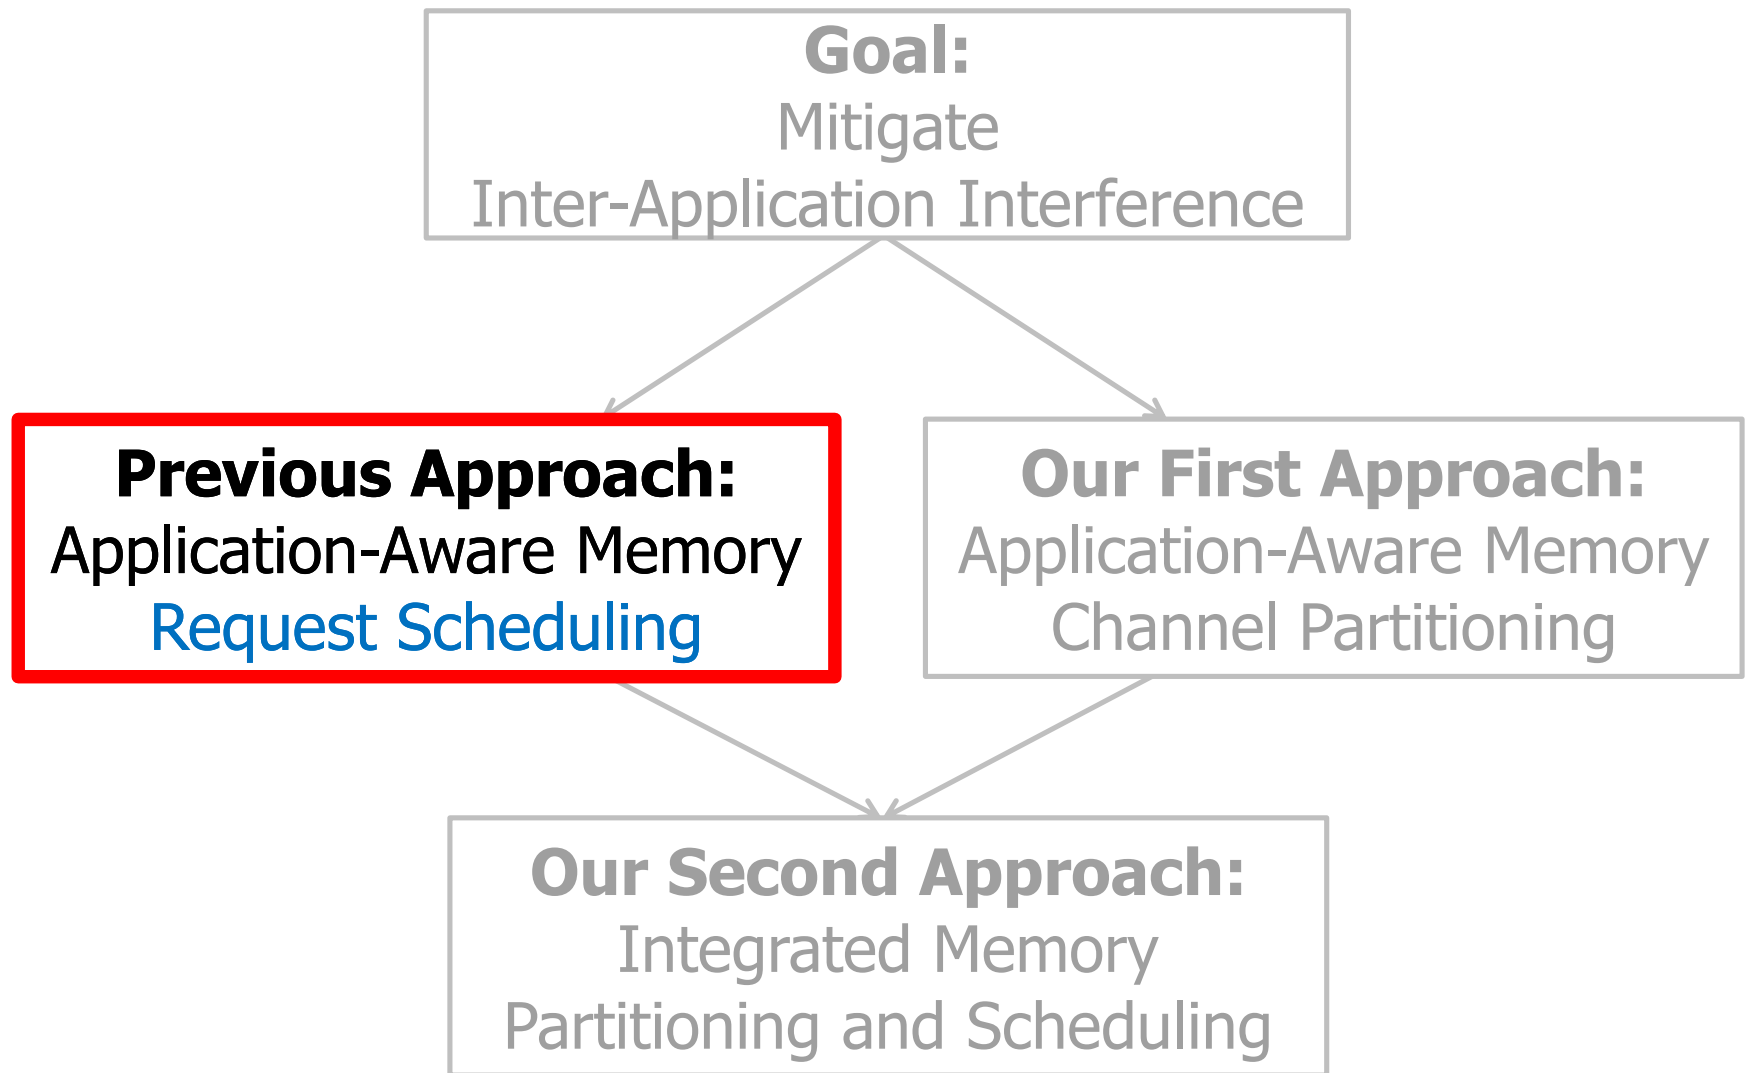 Goal:
Mitigate
Inter-Application Interference
Previous Approach:
Application-Aware Memory
Request Scheduling
Our First Approach:
Application-Aware Memory
Channel Partitioning
Our Second Approach:
Integrated Memory
Partitioning and Scheduling